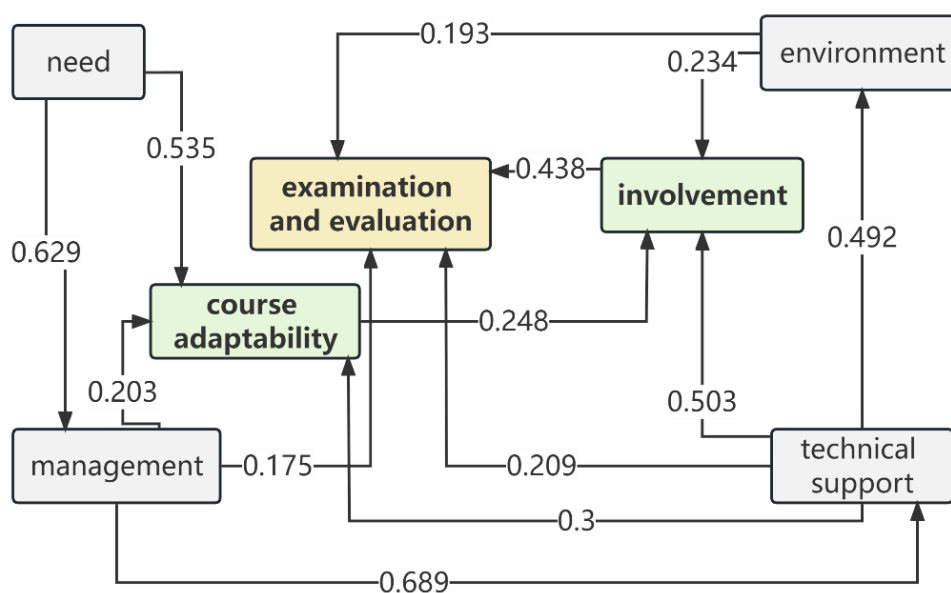 0.193
need
environment
0.234
0.535
0.438
examination
and evaluation
involvement
0.629
0.492
course
adaptability
0.248
0.203
0.503
management
0.175
0.209
technical
support
0.3
0.689